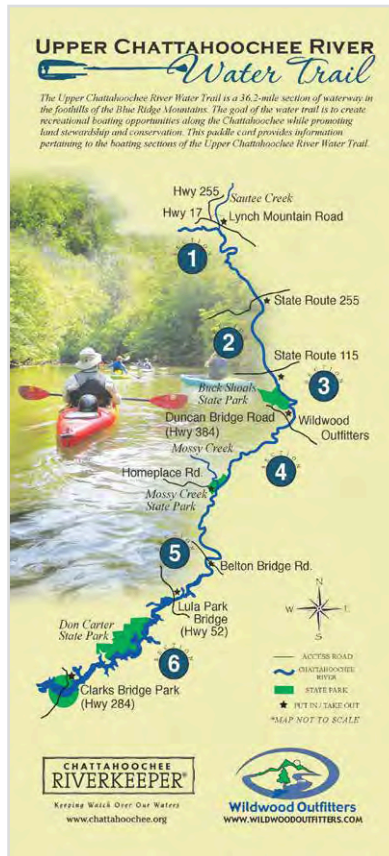 UPPER CHATTAHOOCHEE RIVER
Water Trail
The Upper Chattahoochee River Water Trail is a 36.2-mile section of waterway in
the foothills of the Blue Ridge Mountains. The goal of the water trail is to create
recreational boating opportunities along the Chattahoochee while promoting
land stewardship and conservation. This paddle card provides information
pertaining to the boating sections of the Upper Chattahoochee River Water Trail.
Hwy 255
Sautee Creek
Hwy 17
Lynch Mountain Road
1
State Route 255
2
State Route 115
3
Buck Shoals
State Park
Duncan Bridge Road
(Hwy 384)
Wildwood
Outfitters
Mossy Creek
4
Homeplace Rd.
Mossy Creek
State Park
5
Belton Bridge Rd.
Lula Park
Bridge
(Hwy 52)
Don Carter
State Park
6
Clarks Bridge Park
(Hwy 284)
N
W
E
S
ACCESS ROAD
CHATTAHOOCHEE
RIVER
STATE PARK
PUT IN / TAKE OUT
*MAP NOT TO SCALE
CHATTAHOOCHEE
RIVERKEEPER®
Keeping Watch Over Our Waters
www.chattahoochee.org
Wildwood Outfitters
WWW.WILDWOODOUTFITTERS.COM